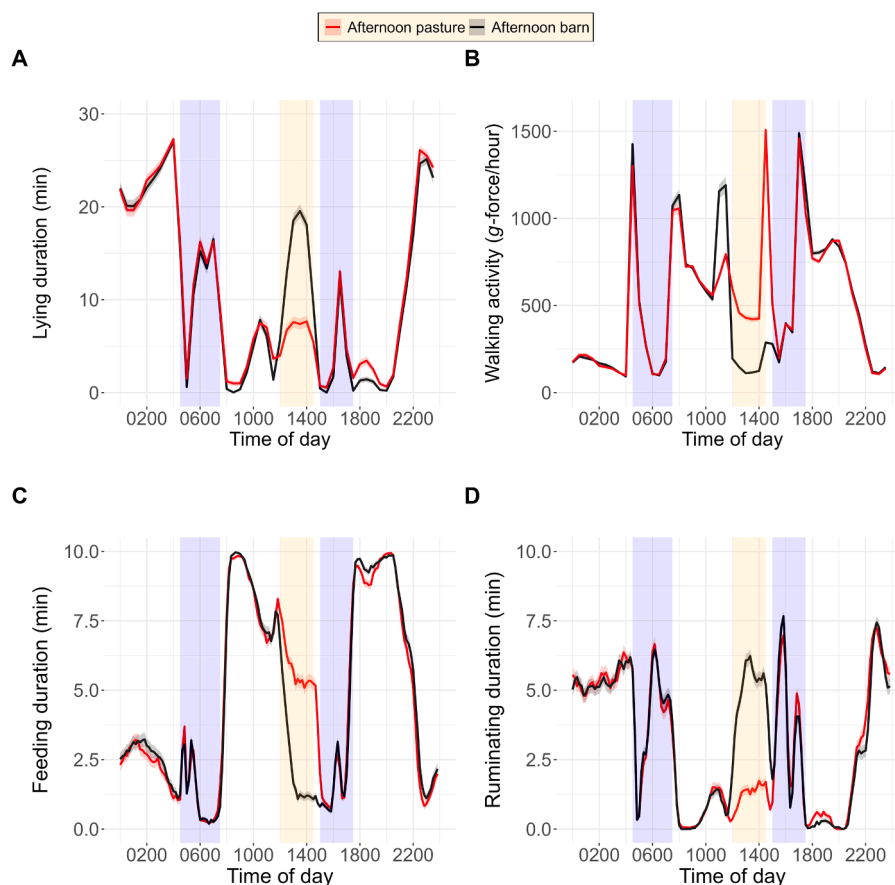 Afternoon pasture Afternoon barn
A
B
Lying duration (min)
30
20
10
0
0200 0600 1000 1400 1800 2200
Time of day
Walking activity (g-force/hour)
1500
1000
500
0
0200 0600 1000 1400 1800 2200
Time of day
C
D
Feeding duration (min)
10.0
7.5
5.0
2.5
0.0
0200 0600 1000 1400 1800 2200
Time of day
Ruminating duration (min)
10.0
7.5
5.0
2.5
0.0
0200 0600 1000 1400 1800 2200
Time of day